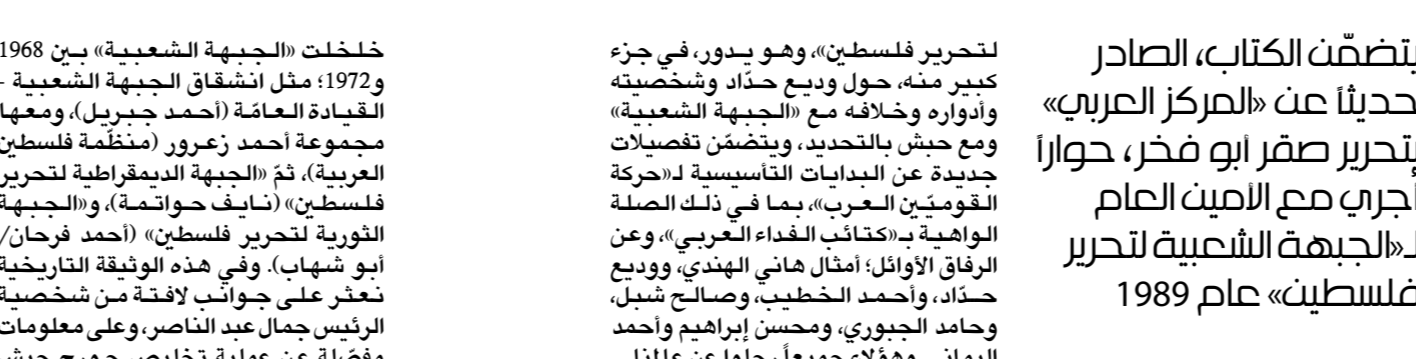 يتضمّن الكتاب، الصادر
حديثاً عن «المركز العربي»
بتحرير صقر أبو فخر، حواراً
أجري مع الأمين العام
لـ«الجبهة الشعبية لتحرير
فلسطين» عام 1989
لتحرير فلسطين»، وهو يدور، في جزء
كبير منه، حول وديع حدّاد وشخصيته
وأدواره وخلافه مع «الجبهة الشعبية»
ومع حبش بالتحديد، ويتضمّن تفصيلات
جديدة عن البدايات التأسيسية لـ«حركة
القوميّين العرب»، بما في ذلك الصلة
الواهية بـ«كتائب الفداء العربي»، وعن
الرفاق الأوائل؛ أمثال هاني الهندي، ووديع
حدّاد، وأحمد الخطيب، وصالح شبل،
وحامد الجبوري، ومحسن إبراهيم وأحمد
خلخلت «الجبهة الشعبية» بين 1968
و1972؛ مثل انشقاق الجبهة الشعبية -
القيادة العامّة (أحمد جبريل)، ومعها
مجموعة أحمد زعرور (منظّمة فلسطين
العربية)، ثمّ «الجبهة الديمقراطية لتحرير
فلسطين» (نايف حواتمة)، و«الجبهة
الثورية لتحرير فلسطين» (أحمد فرحان/
أبو شهاب). وفي هذه الوثيقة التاريخية
نعثر على جوانب لافتة من شخصية
الرئيس جمال عبد الناصر، وعلى معلومات